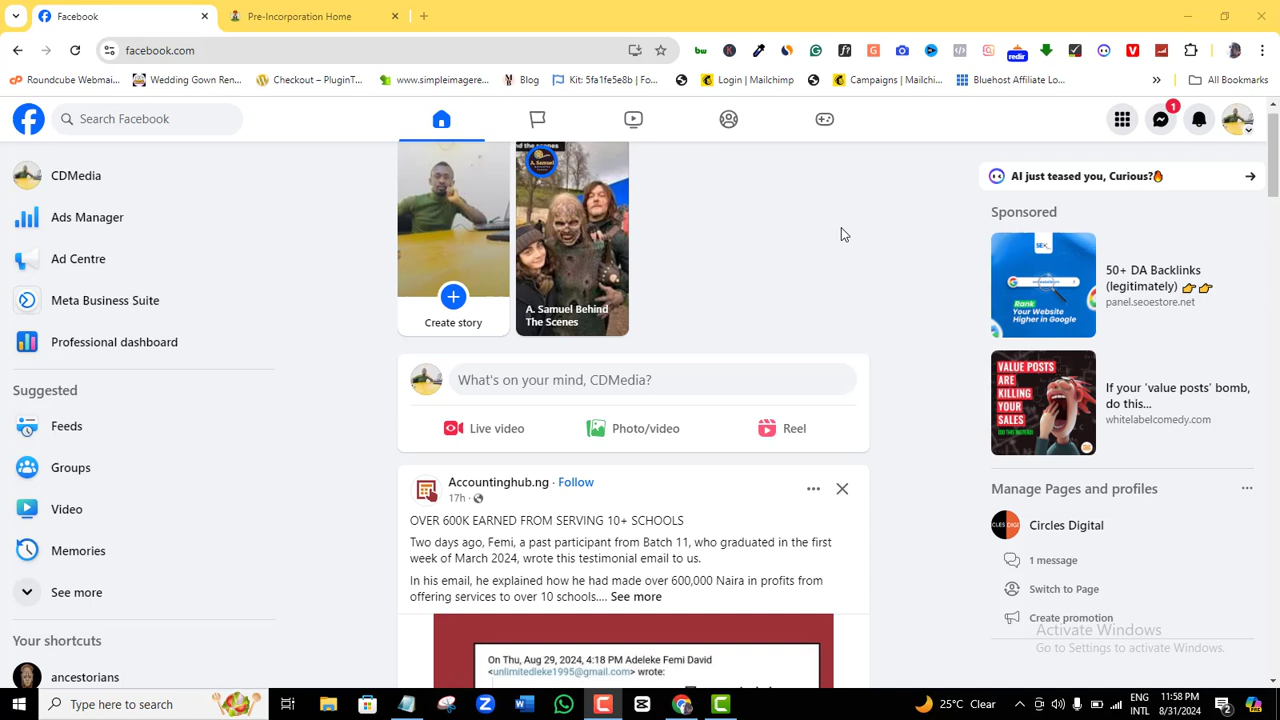 Facebook
Pre-Incorporation Home
facebook.com
Roundcube Webmai...
Wedding Gown Ren...
Checkout – PluginT...
www.simpleimagere...
Blog
Kit: 5fa1fe5e8b | Fo...
Login | Mailchimp
Campaigns | Mailchi...
Bluehost Affiliate Lo...
All Bookmarks
Search Facebook
1
CDMedia
Ads Manager
Ad Centre
Meta Business Suite
Professional dashboard
Suggested
Feeds
Groups
Video
Memories
See more
Your shortcuts
ancestorians
Create story
A. Samuel Behind
The Scenes
What's on your mind, CDMedia?
Live video
Photo/video
Reel
Accountinghub.ng · Follow
17h ·
OVER 600K EARNED FROM SERVING 10+ SCHOOLS
Two days ago, Femi, a past participant from Batch 11, who graduated in the first
week of March 2024, wrote this testimonial email to us.
In his email, he explained how he had made over 600,000 Naira in profits from
offering services to over 10 schools.... See more
On Thu, Aug 29, 2024, 4:18 PM Adeleke Femi David
<unlimitedleke1995@gmail.com> wrote:
AI just teased you, Curious?🔥
Sponsored
Rank
Your Website
Higher in Google
50+ DA Backlinks
(legitimately) 👉👉
panel.seoestore.net
VALUE POSTS
ARE
KILLING
YOUR
SALES
If your 'value posts' bomb,
do this...
whitelabelcomedy.com
Manage Pages and profiles
Circles Digital
1 message
Switch to Page
Create promotion
Activate Windows
Go to Settings to activate Windows.
Type here to search
25°C Clear
ENG
INTL
11:58 PM
8/31/2024
2